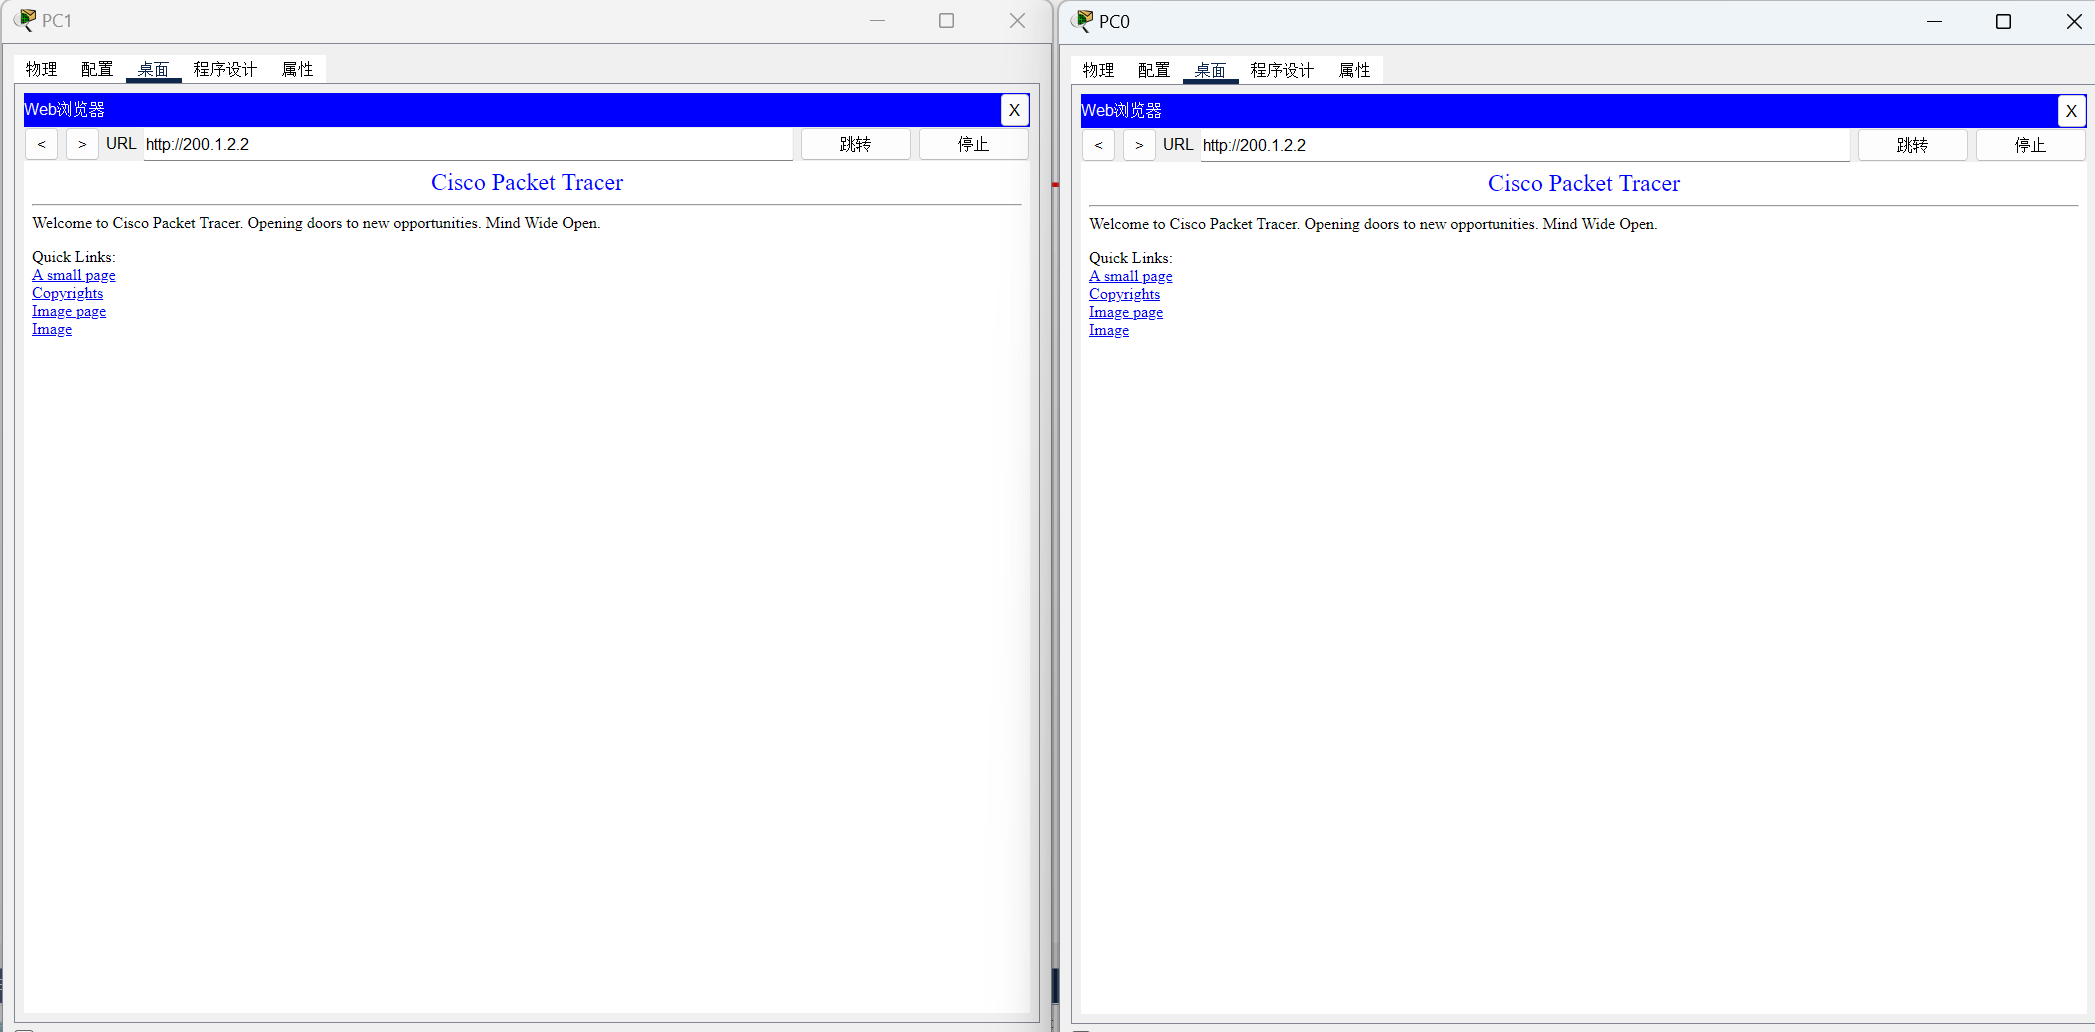 PC1
物理 配置 桌面 程序设计 属性
Web浏览器 X
< > URL http://200.1.2.2 跳转 停止
Cisco Packet Tracer
Welcome to Cisco Packet Tracer. Opening doors to new opportunities. Mind Wide Open.
Quick Links:
A small page
Copyrights
Image page
Image
PC0
物理 配置 桌面 程序设计 属性
Web浏览器 X
< > URL http://200.1.2.2 跳转 停止
Cisco Packet Tracer
Welcome to Cisco Packet Tracer. Opening doors to new opportunities. Mind Wide Open.
Quick Links:
A small page
Copyrights
Image page
Image